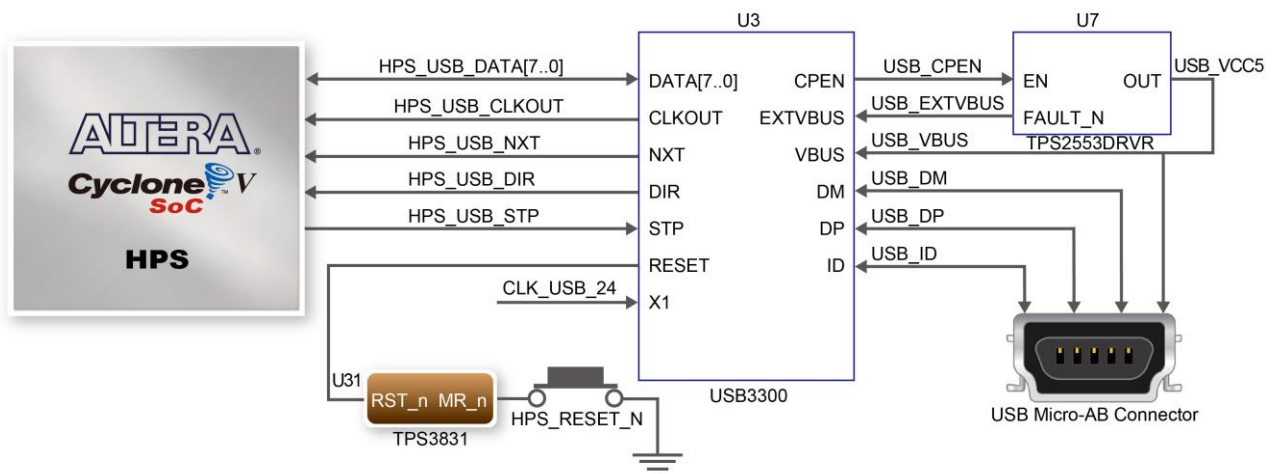 U3
U7
HPS_USB_DATA[7..0]
DATA[7..0]
CPEN
USB_CPEN
EN
OUT
USB_VCC5
HPS_USB_CLKOUT
CLKOUT
EXTVBUS
USB_EXTVBUS
FAULT_N
TPS2553DRVR
HPS_USB_NXT
NXT
VBUS
USB_VBUS
HPS_USB_DIR
DIR
DM
USB_DM
HPS_USB_STP
STP
DP
USB_DP
RESET
ID
USB_ID
CLK_USB_24
X1
USB3300
ALTERA.
Cyclone V
™
SoC
HPS
U31
RST_n MR_n
TPS3831
HPS_RESET_N
USB Micro-AB Connector